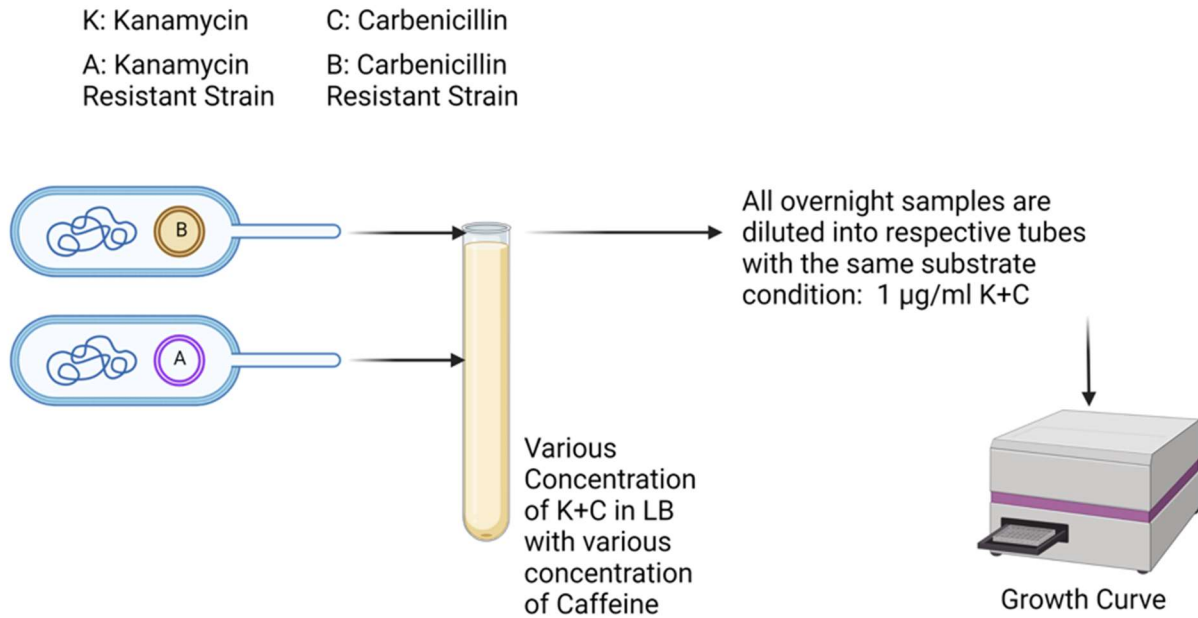 K: Kanamycin
C: Carbenicillin
A: Kanamycin
Resistant Strain
B: Carbenicillin
Resistant Strain
B
A
Various
Concentration
of K+C in LB
with various
concentration
of Caffeine
All overnight samples are
diluted into respective tubes
with the same substrate
condition: 1 µg/ml K+C
Growth Curve